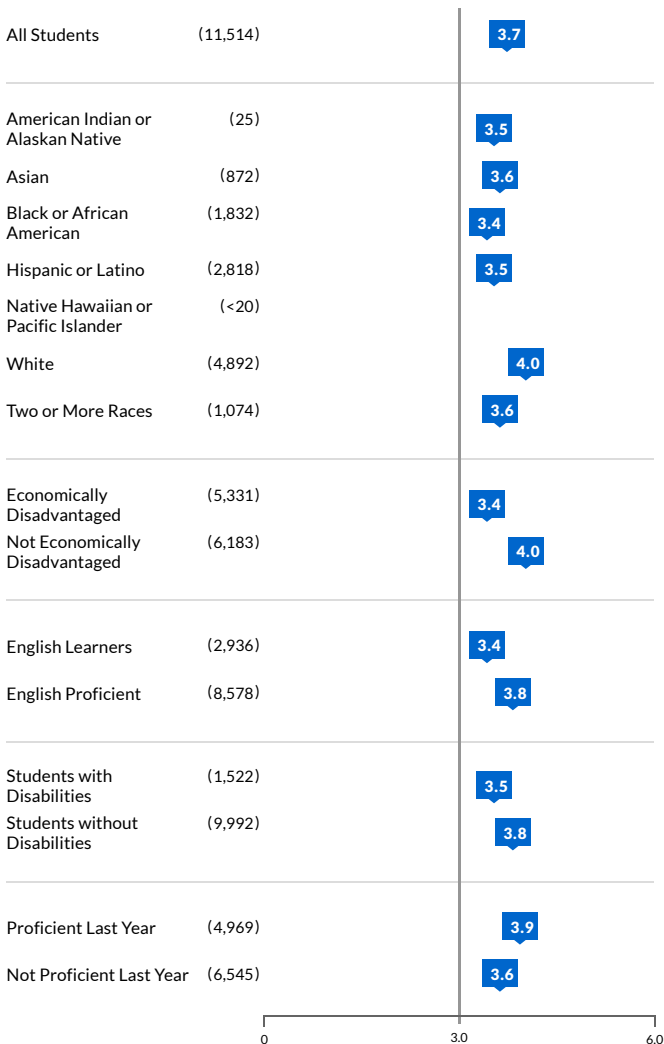 All Students (11,514) 3.7
American Indian or
Alaskan Native (25) 3.5
Asian (872) 3.6
Black or African
American (1,832) 3.4
Hispanic or Latino (2,818) 3.5
Native Hawaiian or
Pacific Islander (<20)
White (4,892) 4.0
Two or More Races (1,074) 3.6
Economically
Disadvantaged (5,331) 3.4
Not Economically
Disadvantaged (6,183) 4.0
English Learners (2,936) 3.4
English Proficient (8,578) 3.8
Students with
Disabilities (1,522) 3.5
Students without
Disabilities (9,992) 3.8
Proficient Last Year (4,969) 3.9
Not Proficient Last Year (6,545) 3.6
0 3.0 6.0